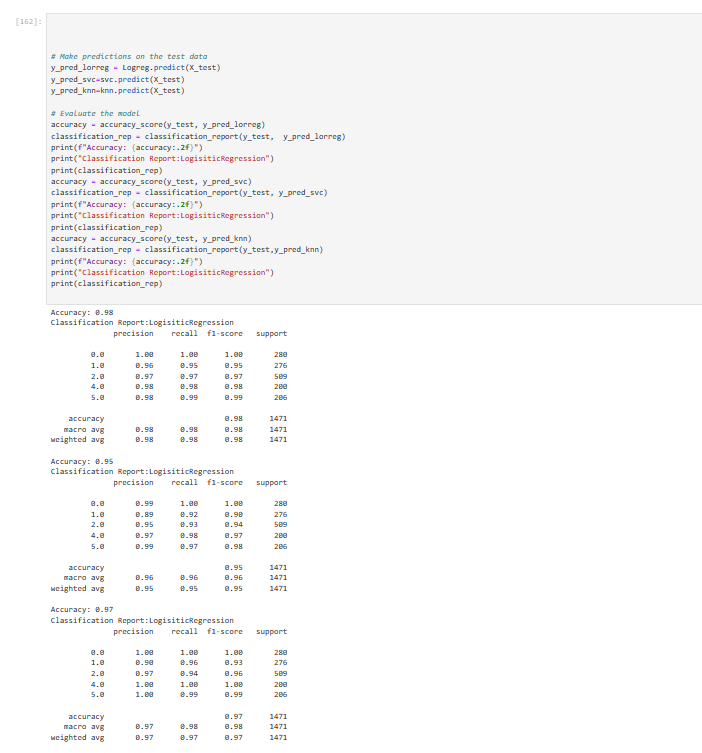 [162]:
# Make predictions on the test data
y_pred_lorreg = Logreg.predict(X_test)
y_pred_svc=svc.predict(X_test)
y_pred_knn=knn.predict(X_test)
# Evaluate the model
accuracy = accuracy_score(y_test, y_pred_lorreg)
classification_rep = classification_report(y_test,  y_pred_lorreg)
print(f"Accuracy: {accuracy:.2f}")
print("Classification Report:LogisiticRegression")
print(classification_rep)
accuracy = accuracy_score(y_test, y_pred_svc)
classification_rep = classification_report(y_test, y_pred_svc)
print(f"Accuracy: {accuracy:.2f}")
print("Classification Report:LogisiticRegression")
print(classification_rep)
accuracy = accuracy_score(y_test, y_pred_knn)
classification_rep = classification_report(y_test,y_pred_knn)
print(f"Accuracy: {accuracy:.2f}")
print("Classification Report:LogisiticRegression")
print(classification_rep)
Accuracy: 0.98
Classification Report:LogisiticRegression
precision recall f1-score support
0.0 1.00 1.00 1.00 280
1.0 0.96 0.95 0.95 276
2.0 0.97 0.97 0.97 509
4.0 0.98 0.98 0.98 200
5.0 0.98 0.99 0.99 206
accuracy 0.98 1471
macro avg 0.98 0.98 0.98 1471
weighted avg 0.98 0.98 0.98 1471
Accuracy: 0.95
Classification Report:LogisiticRegression
precision recall f1-score support
0.0 0.99 1.00 1.00 280
1.0 0.89 0.92 0.90 276
2.0 0.95 0.93 0.94 509
4.0 0.97 0.98 0.97 200
5.0 0.99 0.97 0.98 206
accuracy 0.95 1471
macro avg 0.96 0.96 0.96 1471
weighted avg 0.95 0.95 0.95 1471
Accuracy: 0.97
Classification Report:LogisiticRegression
precision recall f1-score support
0.0 1.00 1.00 1.00 280
1.0 0.90 0.96 0.93 276
2.0 0.97 0.94 0.96 509
4.0 1.00 1.00 1.00 200
5.0 1.00 0.99 0.99 206
accuracy 0.97 1471
macro avg 0.97 0.98 0.98 1471
weighted avg 0.97 0.97 0.97 1471